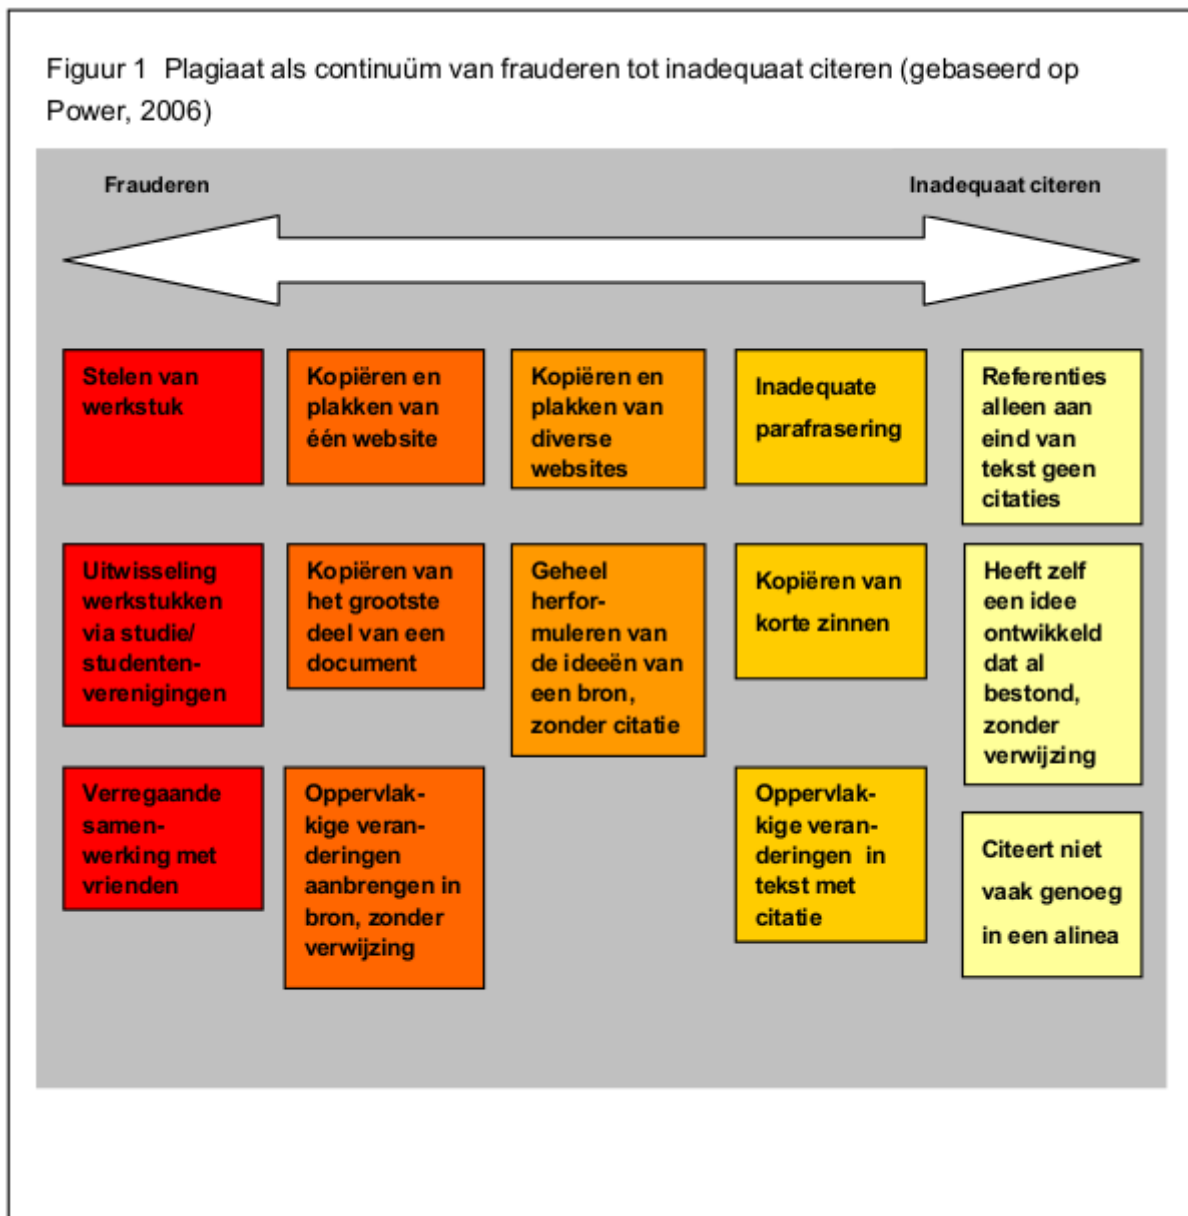 Figuur 1  Plagiaat als continuüm van frauderen tot inadequaat citeren (gebaseerd op
Power, 2006)
Frauderen
Inadequaat citeren
Stelen van
werkstuk
Kopiëren en
plakken van
één website
Kopiëren en
plakken van
diverse
websites
Inadequate
parafrasering
Referenties
alleen aan
eind van
tekst geen
citaties
Uitwisseling
werkstukken
via studie/
studenten-
verenigingen
Kopiëren van
het grootste
deel van een
document
Geheel
herfor-
muleren van
de ideeën van
een bron,
zonder citatie
Kopiëren van
korte zinnen
Heeft zelf
een idee
ontwikkeld
dat al
bestond,
zonder
verwijzing
Verregaande
samen-
werking met
vrienden
Oppervlak-
kige veran-
deringen
aanbrengen in
bron, zonder
verwijzing
Oppervlak-
kige veran-
deringen  in
tekst met
citatie
Citeert niet
vaak genoeg
in een alinea